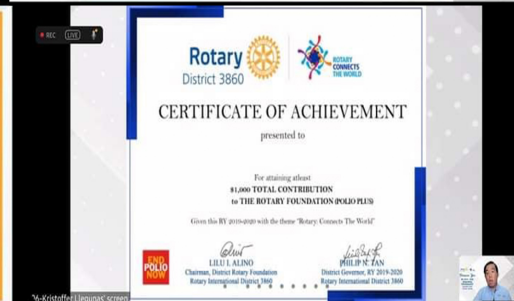 REC LIVE
Rotary
District 3860
ROTARY
CONNECTS
THE WORLD
CERTIFICATE OF ACHIEVEMENT
presented to
For attaining atleast
$1,000 TOTAL CONTRIBUTION
to THE ROTARY FOUNDATION (POLIO PLUS)
Given this RY 2019-2020 with the theme "Rotary: Connects The World"
END
POLIO
NOW
LILU I. ALINO
Chairman, District Rotary Foundation
Rotary International District 3860
PHILIP N. TAN
District Governor, RY 2019-2020
Rotary International District 3860
screen